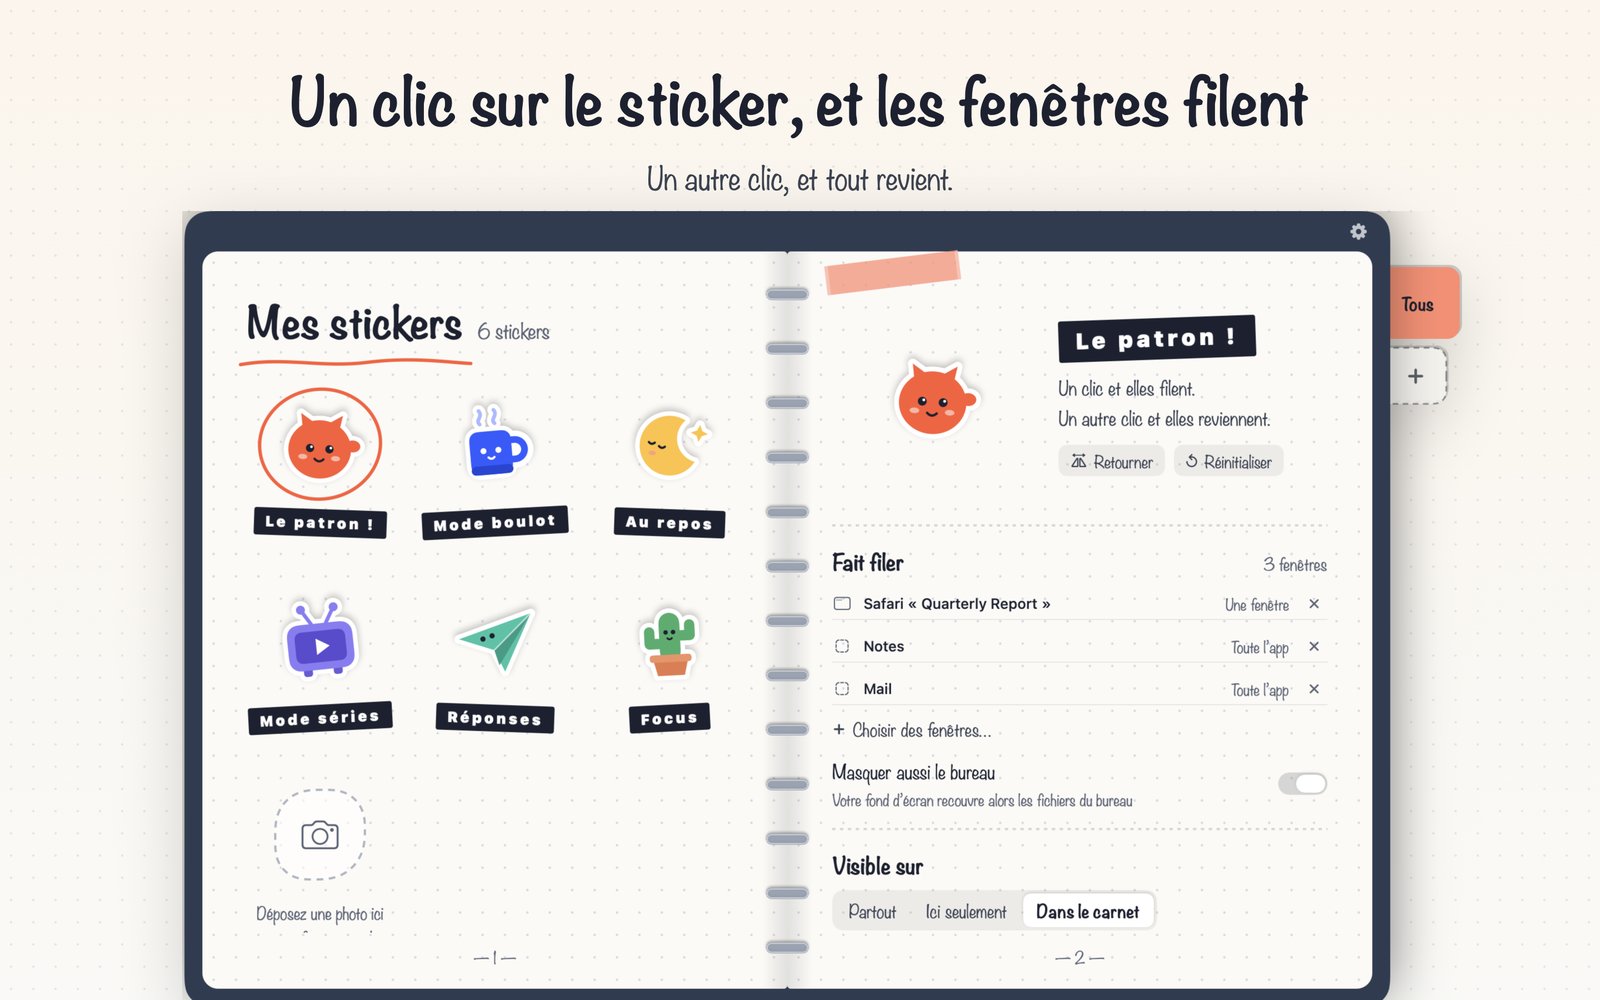 Un clic sur le sticker, et les fenêtres filent
Un autre clic, et tout revient.
Mes stickers 6 stickers
Le patron !
Mode boulot
Au repos
Mode séries
Réponses
Focus
Déposez une photo ici
—1—
Le patron !
Un clic et elles filent.
Un autre clic et elles reviennent.
Retourner
Réinitialiser
Fait filer
3 fenêtres
Safari « Quarterly Report » Une fenêtre
Notes Toute l'app
Mail Toute l'app
+ Choisir des fenêtres...
Masquer aussi le bureau
Votre fond d'écran recouvre alors les fichiers du bureau
Visible sur
Partout Ici seulement Dans le carnet
—2—
Tous
+